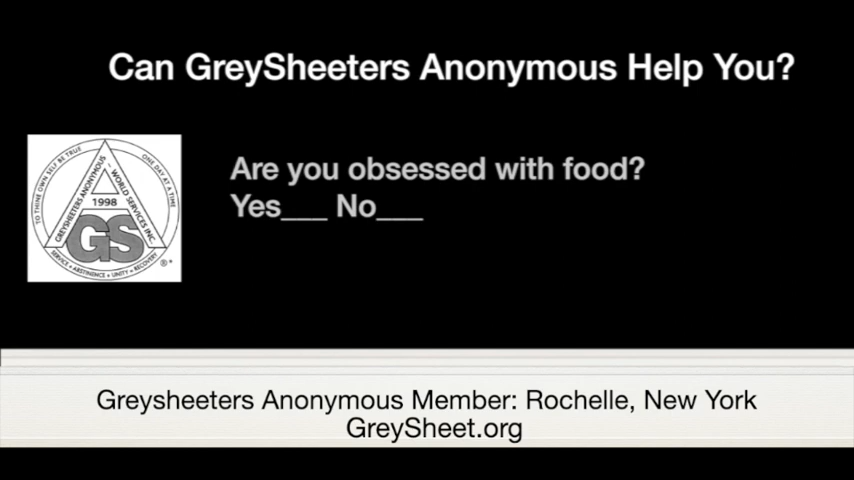 Can GreySheeters Anonymous Help You?
TO THINE OWN SELF BE TRUE
ONE DAY AT A TIME
GREYSHEETERS ANONYMOUS
WORLD SERVICES INC.
1998
GS
SERVICE • ABSTINENCE • UNITY • RECOVERY
®
Are you obsessed with food?
Yes___ No___
Greysheeters Anonymous Member: Rochelle, New York
GreySheet.org